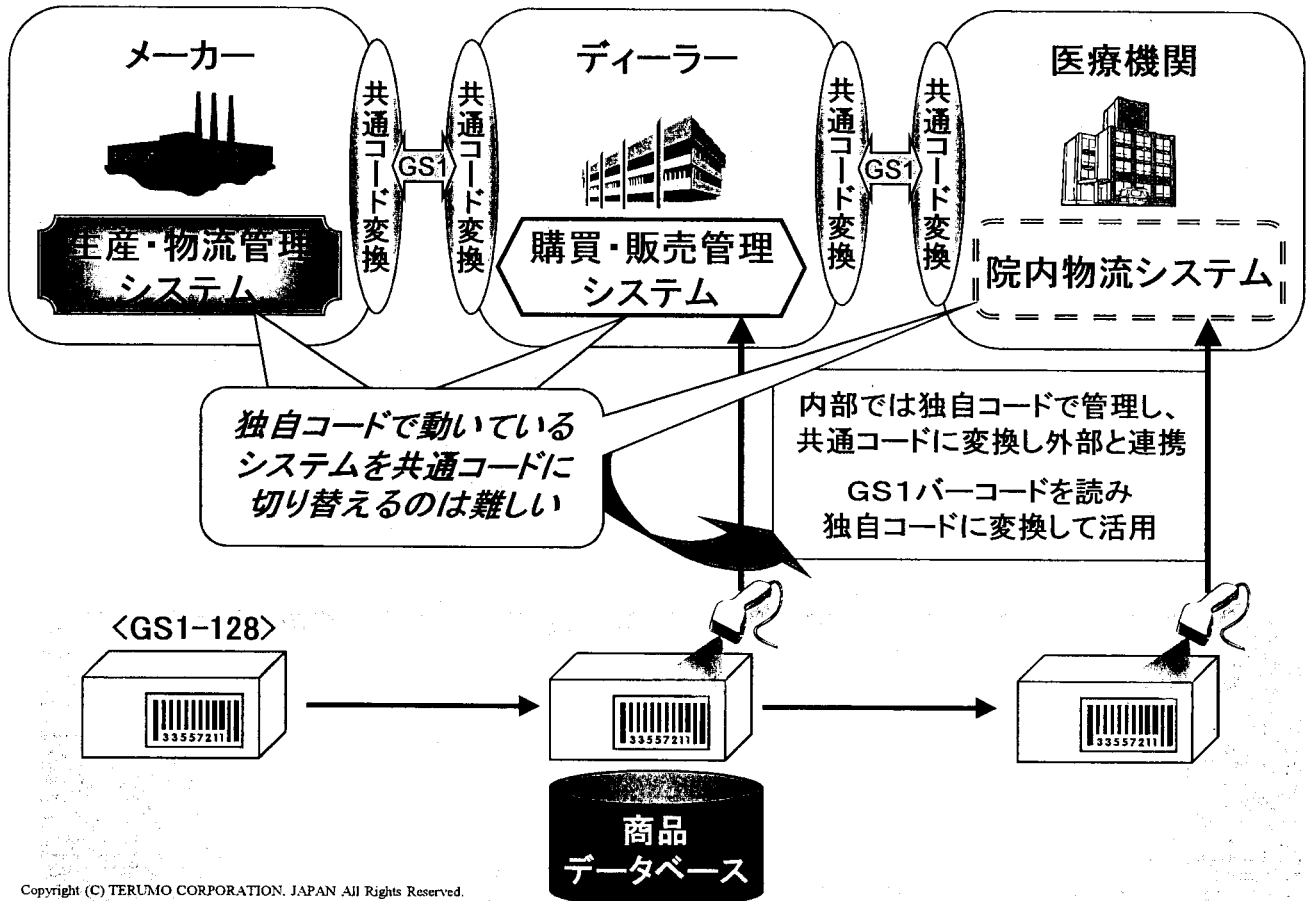 メーカー
ディーラー
医療機関
共通コード変換
GS1
共通コード変換
共通コード変換
GS1
共通コード変換
生産・物流管理
システム
購買・販売管理
システム
院内物流システム
独自コードで動いている
システムを共通コードに
切り替えるのは難しい
内部では独自コードで管理し、
共通コードに変換し外部と連携
GS1バーコードを読み
独自コードに変換して活用
<GS1-128>
33557211
33557211
33557211
商品
データベース
Copyright (C) TERUMO CORPORATION. JAPAN All Rights Reserved.